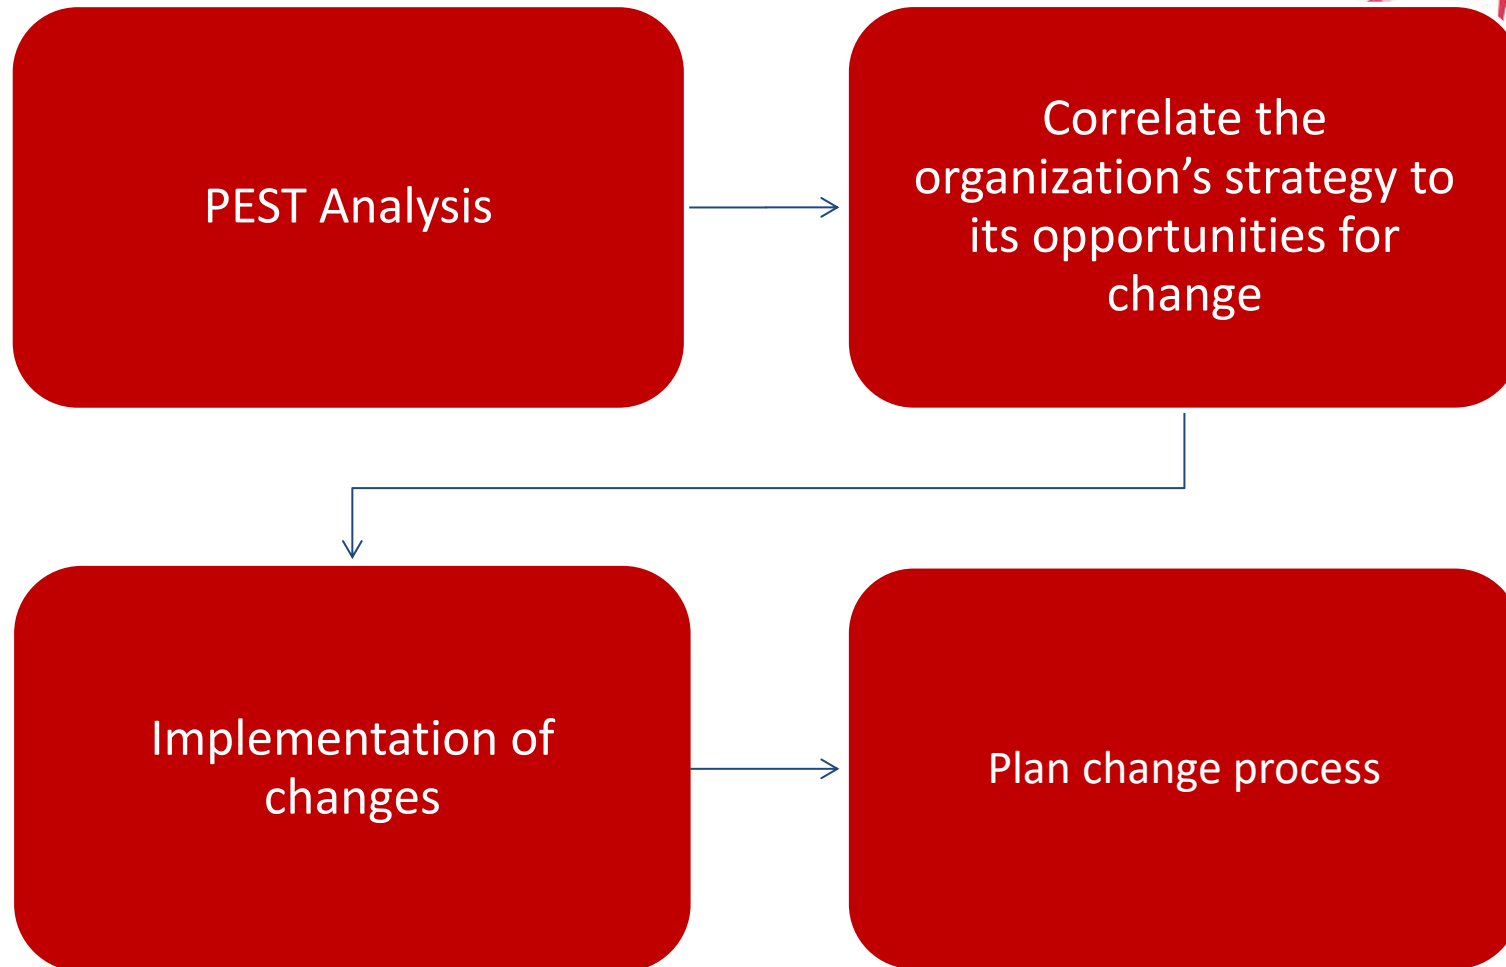 PEST Analysis
Correlate the
organization’s strategy to
its opportunities for
change
Implementation of
changes
Plan change process